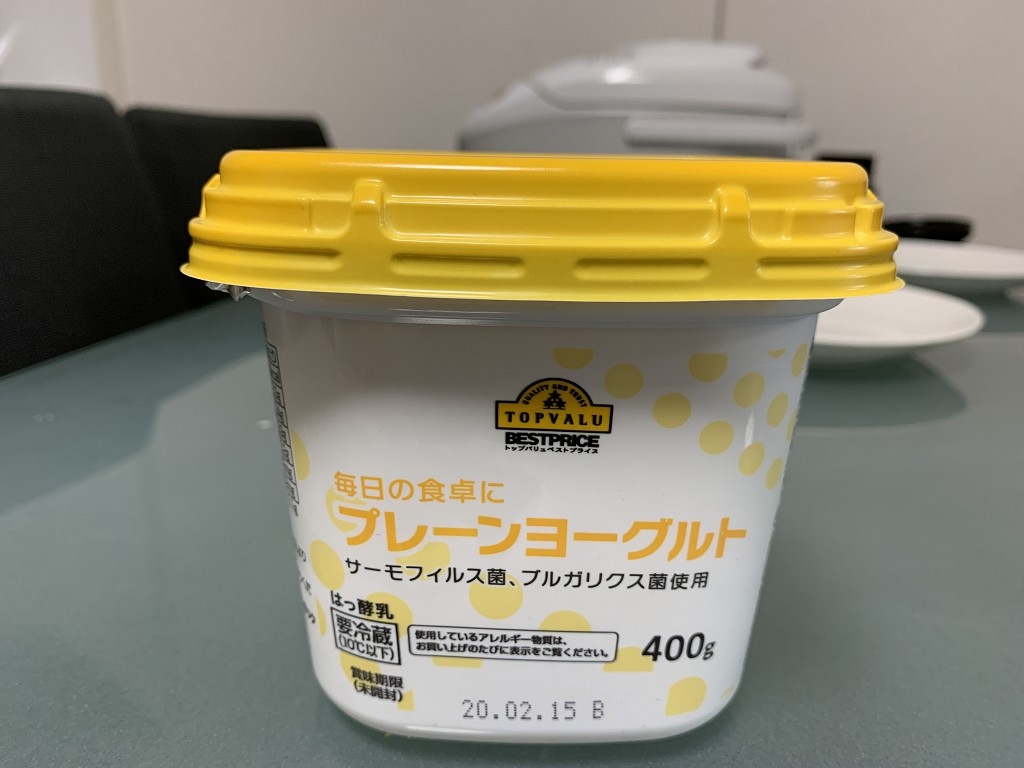 QUALITY AND TRUST
TOPVALU
BESTPRICE
トップバリュベストプライス
毎日の食卓に
プレーンヨーグルト
サーモフィルス菌、ブルガリクス菌使用
はっ酵乳
要冷蔵
(10℃以下)
使用しているアレルギー物質は、
お買い上げのたびに表示をご覧ください。
400g
賞味期限
(未開封)
20.02.15 B